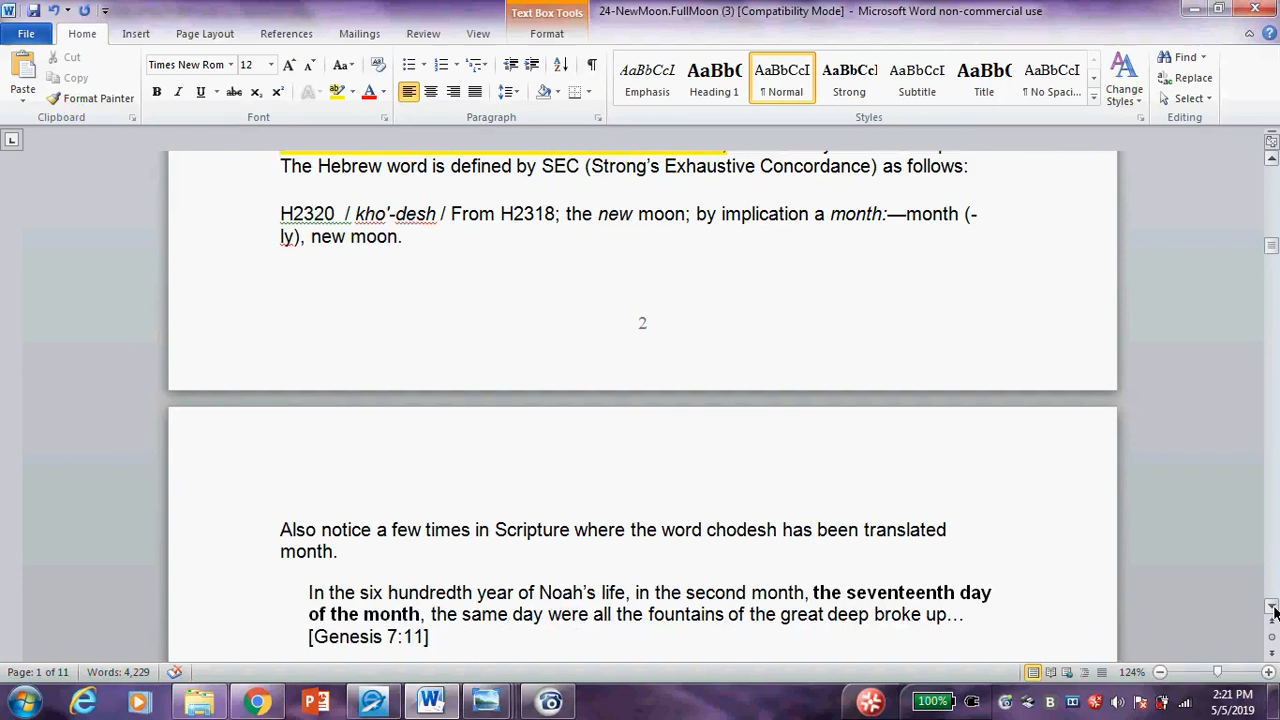 24-NewMoon.FullMoon (3) [Compatibility Mode] – Microsoft Word non-commercial use
Text Box Tools
File Home Insert Page Layout References Mailings Review View Format
Paste
Cut
Copy
Format Painter
Clipboard
Times New Rom 12
Aa
B I U abc x₂ x² A A
Font
Paragraph
AaBbCcI AaBb( AaBbCcI AaBbCcI AaBbCcI AaBb( AaBbCcI
Emphasis Heading 1 ¶ Normal Strong Subtitle Title ¶ No Spaci...
Styles
Change
Styles
Find
Replace
Select
Editing
The Hebrew word is defined by SEC (Strong's Exhaustive Concordance) as follows:
H2320 / kho'-desh / From H2318; the new moon; by implication a month:—month (-
ly), new moon.
2
Also notice a few times in Scripture where the word chodesh has been translated
month.
In the six hundredth year of Noah's life, in the second month, the seventeenth day
of the month, the same day were all the fountains of the great deep broke up…
[Genesis 7:11]
Page: 1 of 11 Words: 4,229 124%
100% 2:21 PM
5/5/2019